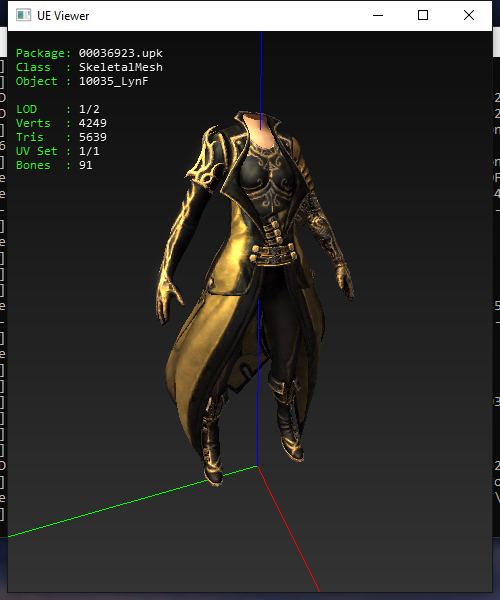 UE Viewer
Package: 00036923.upk
Class : SkeletalMesh
Object : 10035_LynF
LOD : 1/2
Verts : 4249
Tris : 5639
UV Set : 1/1
Bones : 91